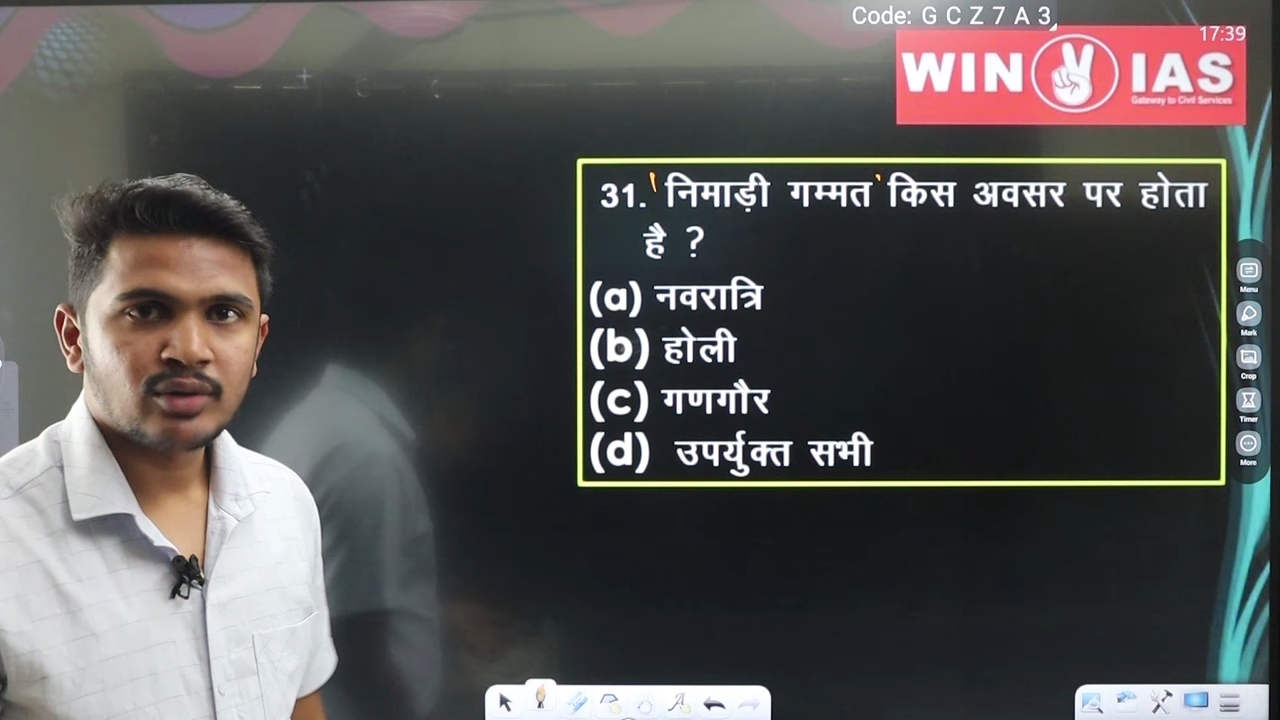 Code: G C Z 7 A 3
17:39
WIN IAS
Gateway to Civil Services
31. 'निमाड़ी गम्मत' किस अवसर पर होता
है ?
(a) नवरात्रि
(b) होली
(c) गणगौर
(d) उपर्युक्त सभी
Menu
Mark
Crop
Timer
More